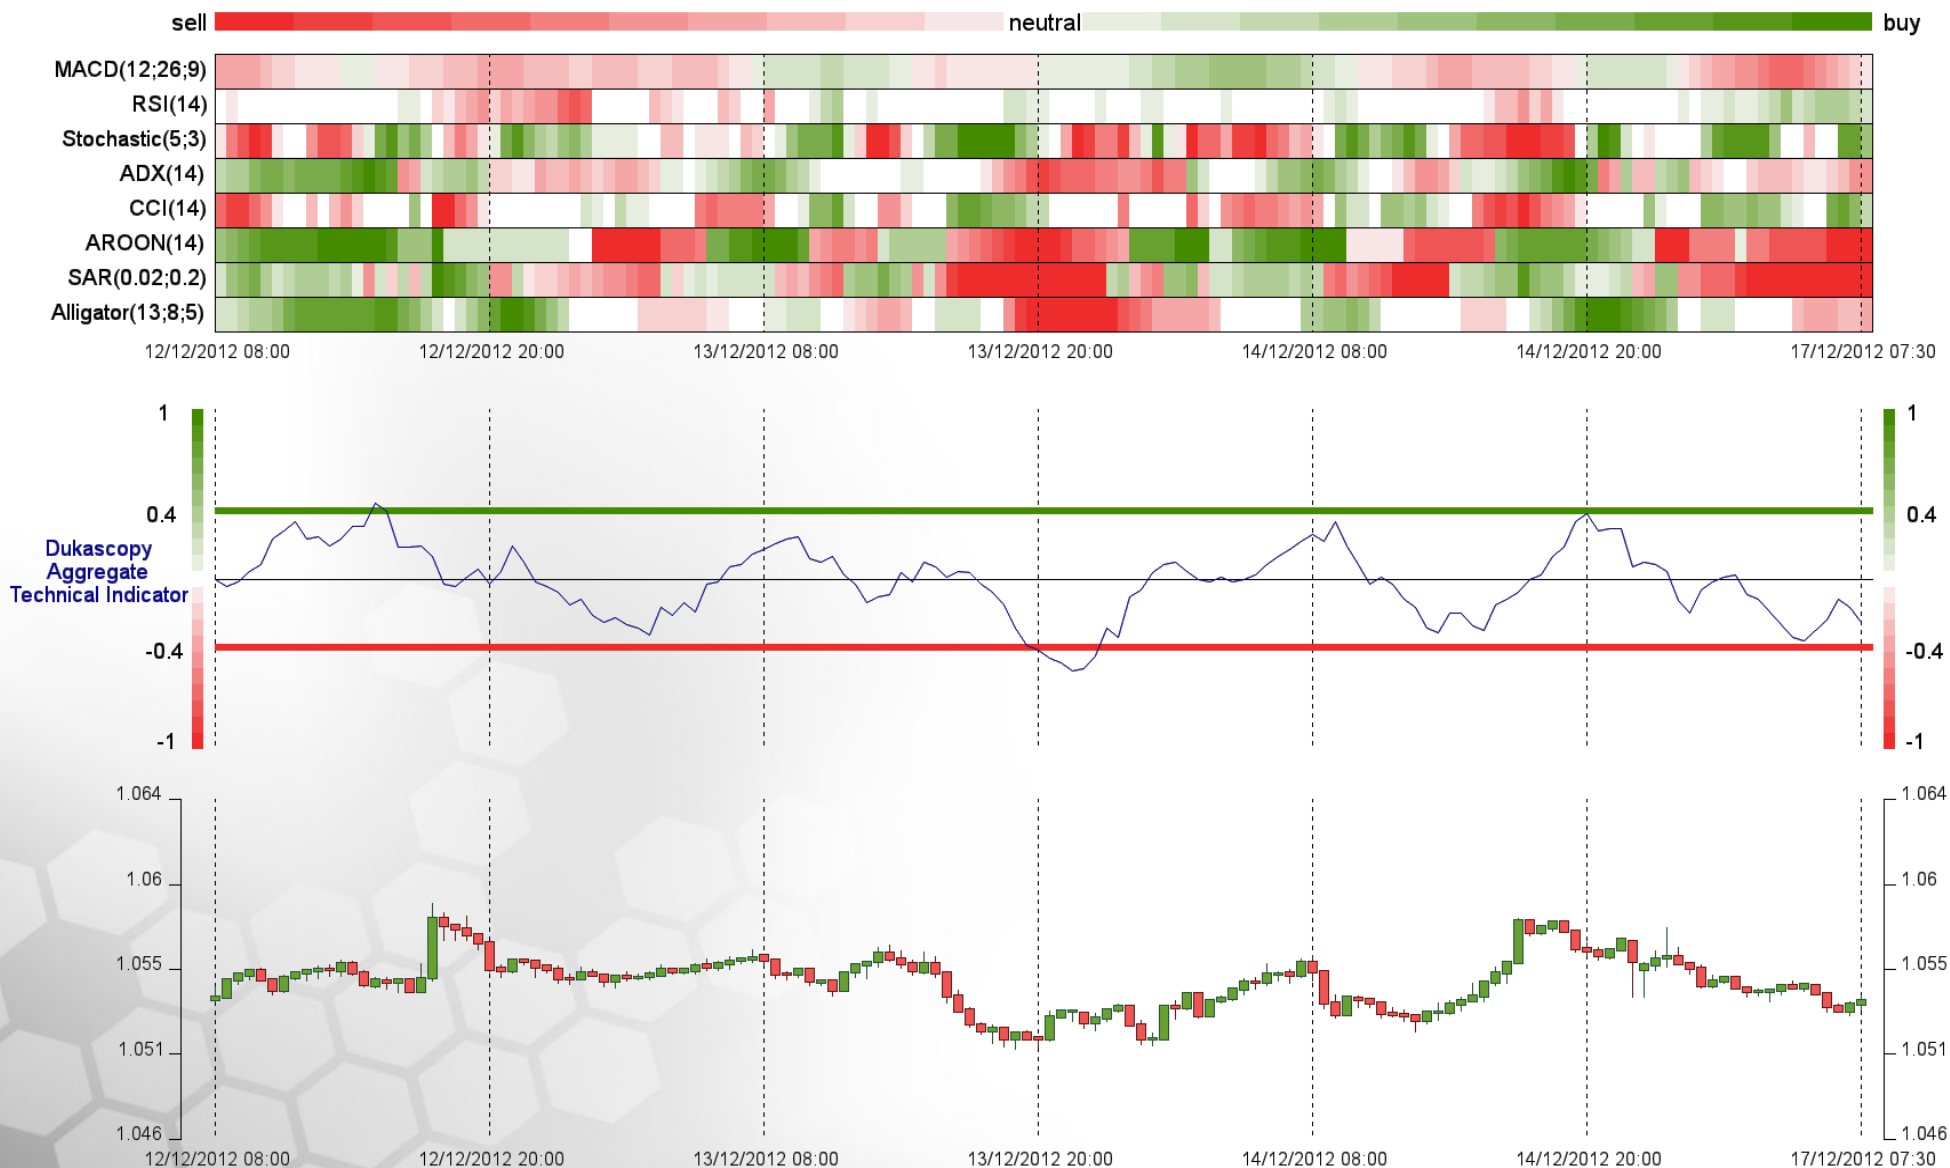 sell neutral buy
MACD(12;26;9)
RSI(14)
Stochastic(5;3)
ADX(14)
CCI(14)
AROON(14)
SAR(0.02;0.2)
Alligator(13;8;5)
12/12/2012 08:00 12/12/2012 20:00 13/12/2012 08:00 13/12/2012 20:00 14/12/2012 08:00 14/12/2012 20:00 17/12/2012 07:30
1 1
0.4 0.4
Dukascopy
Aggregate
Technical Indicator
-0.4 -0.4
-1 -1
1.064 1.064
1.06 1.06
1.055 1.055
1.051 1.051
1.046 1.046
12/12/2012 08:00 12/12/2012 20:00 13/12/2012 08:00 13/12/2012 20:00 14/12/2012 08:00 14/12/2012 20:00 17/12/2012 07:30